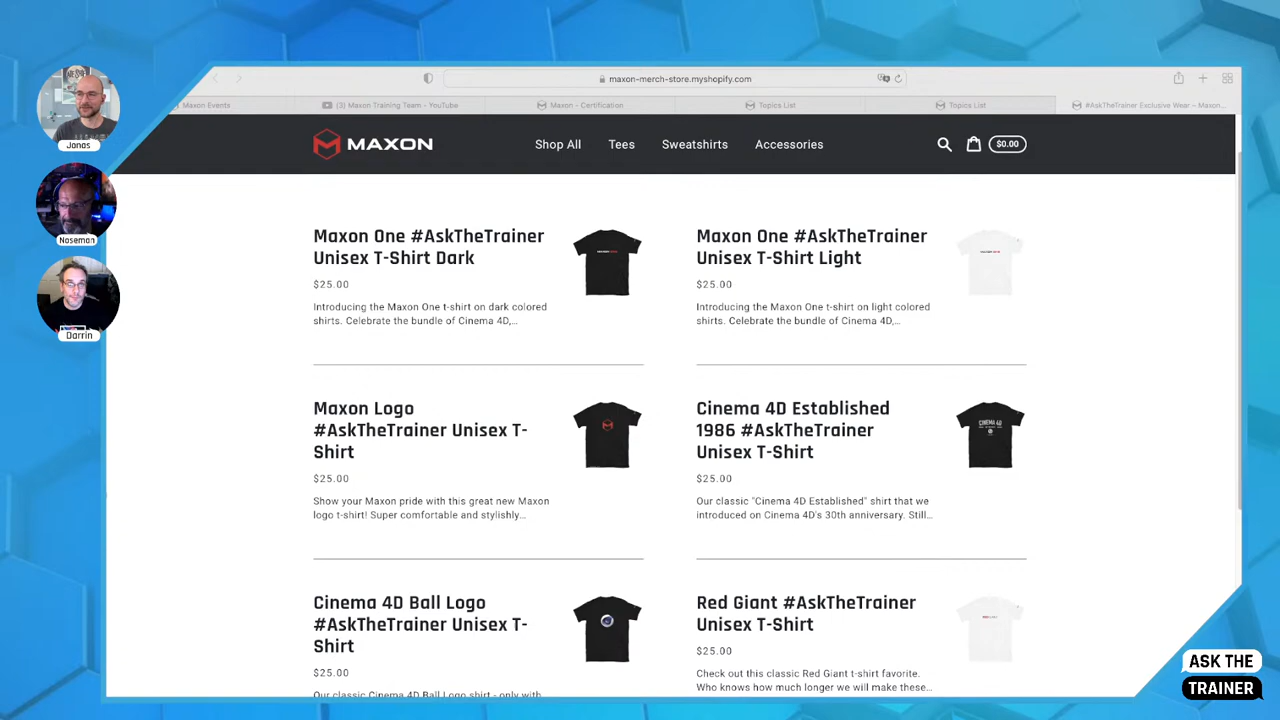 maxon-merch-store.myshopify.com
Maxon Events
(3) Maxon Training Team - YouTube
Maxon - Certification
Topics List
Topics List
#AskTheTrainer Exclusive Wear – Maxon...
Jonas
Noseman
Darrin
MAXON
Shop All
Tees
Sweatshirts
Accessories
$0.00
Maxon One #AskTheTrainer
Unisex T-Shirt Dark
$25.00
Introducing the Maxon One t-shirt on dark colored
shirts. Celebrate the bundle of Cinema 4D,...
Maxon One #AskTheTrainer
Unisex T-Shirt Light
$25.00
Introducing the Maxon One t-shirt on light colored
shirts. Celebrate the bundle of Cinema 4D,...
Maxon Logo
#AskTheTrainer Unisex T-
Shirt
$25.00
Show your Maxon pride with this great new Maxon
logo t-shirt! Super comfortable and stylishly...
Cinema 4D Established
1986 #AskTheTrainer
Unisex T-Shirt
$25.00
Our classic "Cinema 4D Established" shirt that we
introduced on Cinema 4D's 30th anniversary. Still...
CINEMA 4D
Cinema 4D Ball Logo
#AskTheTrainer Unisex T-
Shirt
$25.00
Our classic Cinema 4D Ball Logo shirt - only with
Red Giant #AskTheTrainer
Unisex T-Shirt
$25.00
Check out this classic Red Giant t-shirt favorite.
Who knows how much longer we will make these...
ASK THE
TRAINER